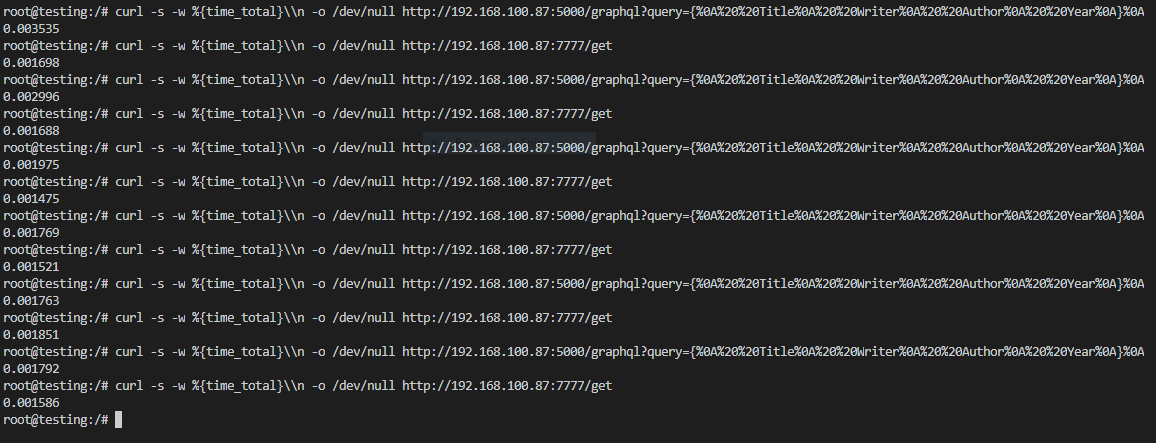 root@testing:/# curl -s -w %{time_total}\\n -o /dev/null http://192.168.100.87:5000/graphql?query={%0A%20%20Title%0A%20%20Writer%0A%20%20Author%0A%20%20Year%0A}%0A
0.003535
root@testing:/# curl -s -w %{time_total}\\n -o /dev/null http://192.168.100.87:7777/get
0.001698
root@testing:/# curl -s -w %{time_total}\\n -o /dev/null http://192.168.100.87:5000/graphql?query={%0A%20%20Title%0A%20%20Writer%0A%20%20Author%0A%20%20Year%0A}%0A
0.002996
root@testing:/# curl -s -w %{time_total}\\n -o /dev/null http://192.168.100.87:7777/get
0.001688
root@testing:/# curl -s -w %{time_total}\\n -o /dev/null http://192.168.100.87:5000/graphql?query={%0A%20%20Title%0A%20%20Writer%0A%20%20Author%0A%20%20Year%0A}%0A
0.001975
root@testing:/# curl -s -w %{time_total}\\n -o /dev/null http://192.168.100.87:7777/get
0.001475
root@testing:/# curl -s -w %{time_total}\\n -o /dev/null http://192.168.100.87:5000/graphql?query={%0A%20%20Title%0A%20%20Writer%0A%20%20Author%0A%20%20Year%0A}%0A
0.001769
root@testing:/# curl -s -w %{time_total}\\n -o /dev/null http://192.168.100.87:7777/get
0.001521
root@testing:/# curl -s -w %{time_total}\\n -o /dev/null http://192.168.100.87:5000/graphql?query={%0A%20%20Title%0A%20%20Writer%0A%20%20Author%0A%20%20Year%0A}%0A
0.001763
root@testing:/# curl -s -w %{time_total}\\n -o /dev/null http://192.168.100.87:7777/get
0.001851
root@testing:/# curl -s -w %{time_total}\\n -o /dev/null http://192.168.100.87:5000/graphql?query={%0A%20%20Title%0A%20%20Writer%0A%20%20Author%0A%20%20Year%0A}%0A
0.001792
root@testing:/# curl -s -w %{time_total}\\n -o /dev/null http://192.168.100.87:7777/get
0.001586
root@testing:/#